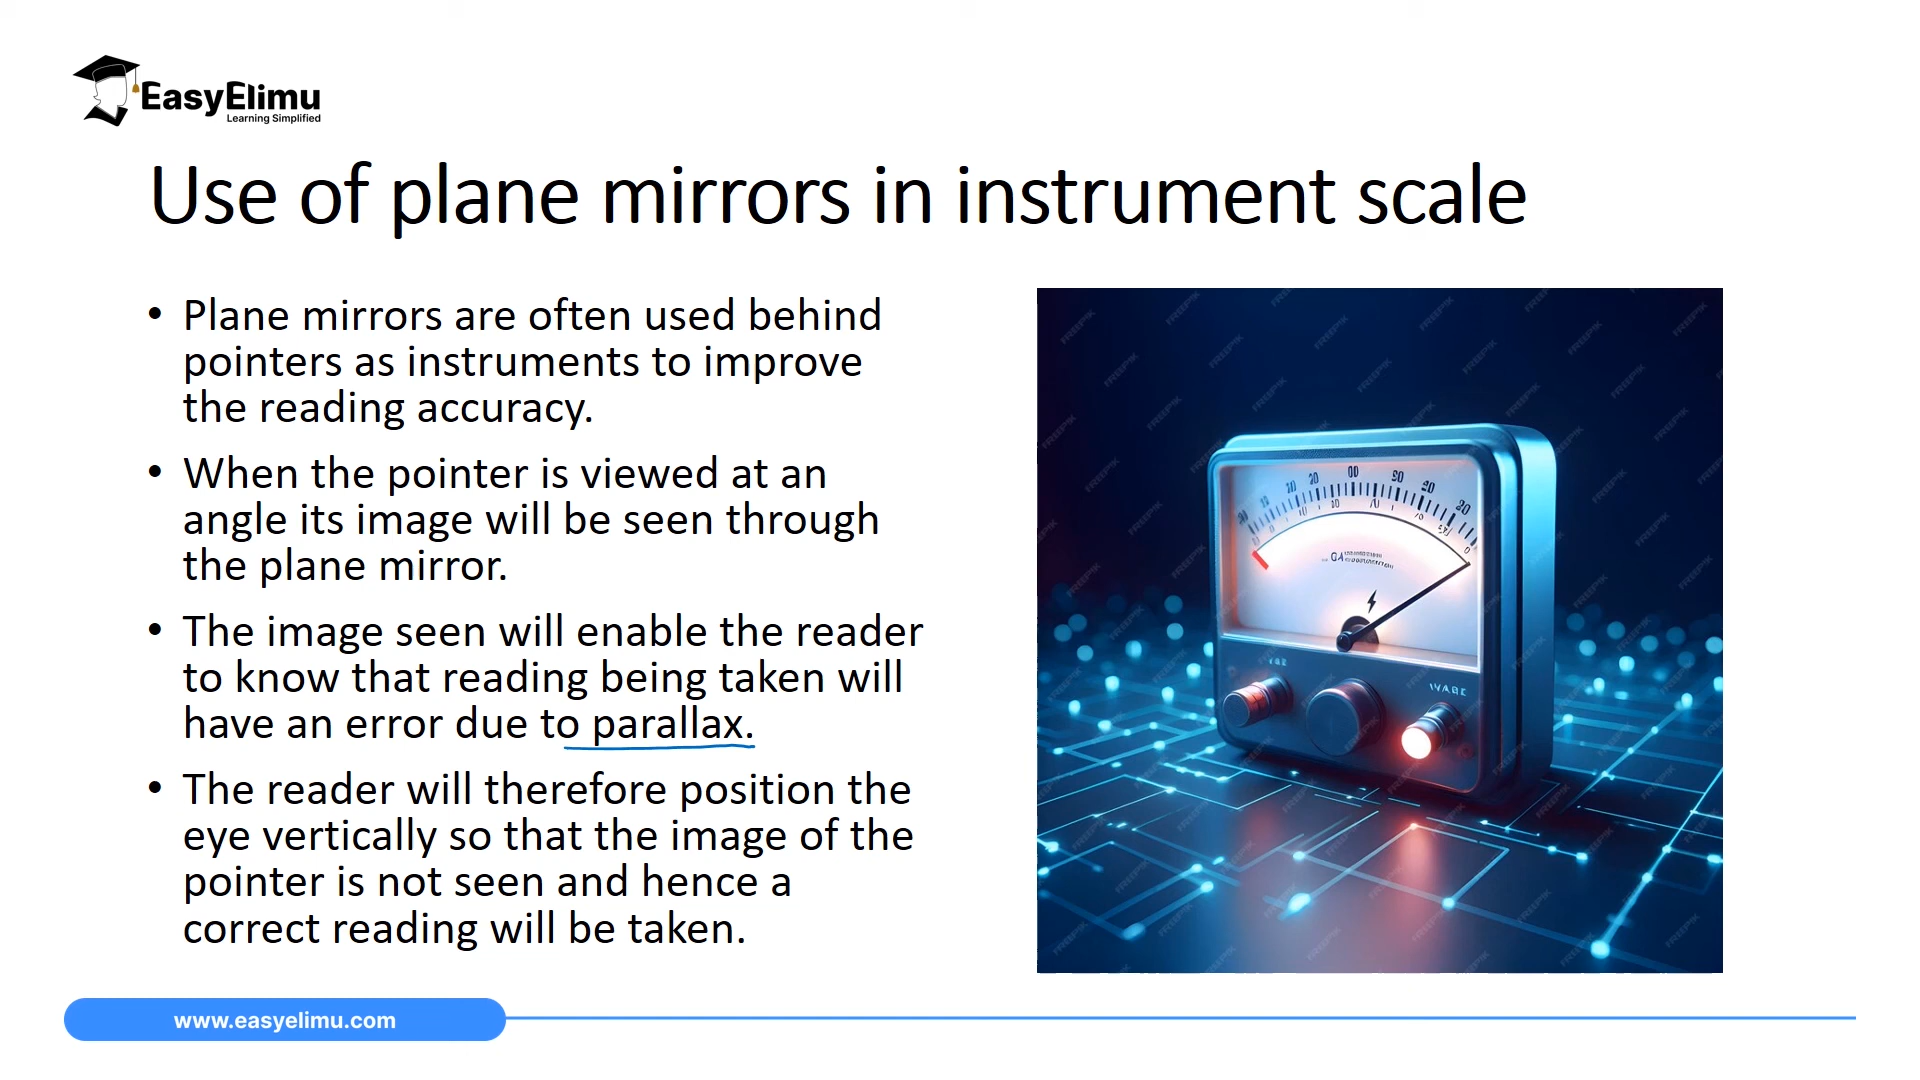 EasyElimu
Learning Simplified
Use of plane mirrors in instrument scale
• Plane mirrors are often used behind
pointers as instruments to improve
the reading accuracy.
• When the pointer is viewed at an
angle its image will be seen through
the plane mirror.
• The image seen will enable the reader
to know that reading being taken will
have an error due to parallax.
• The reader will therefore position the
eye vertically so that the image of the
pointer is not seen and hence a
correct reading will be taken.
www.easyelimu.com